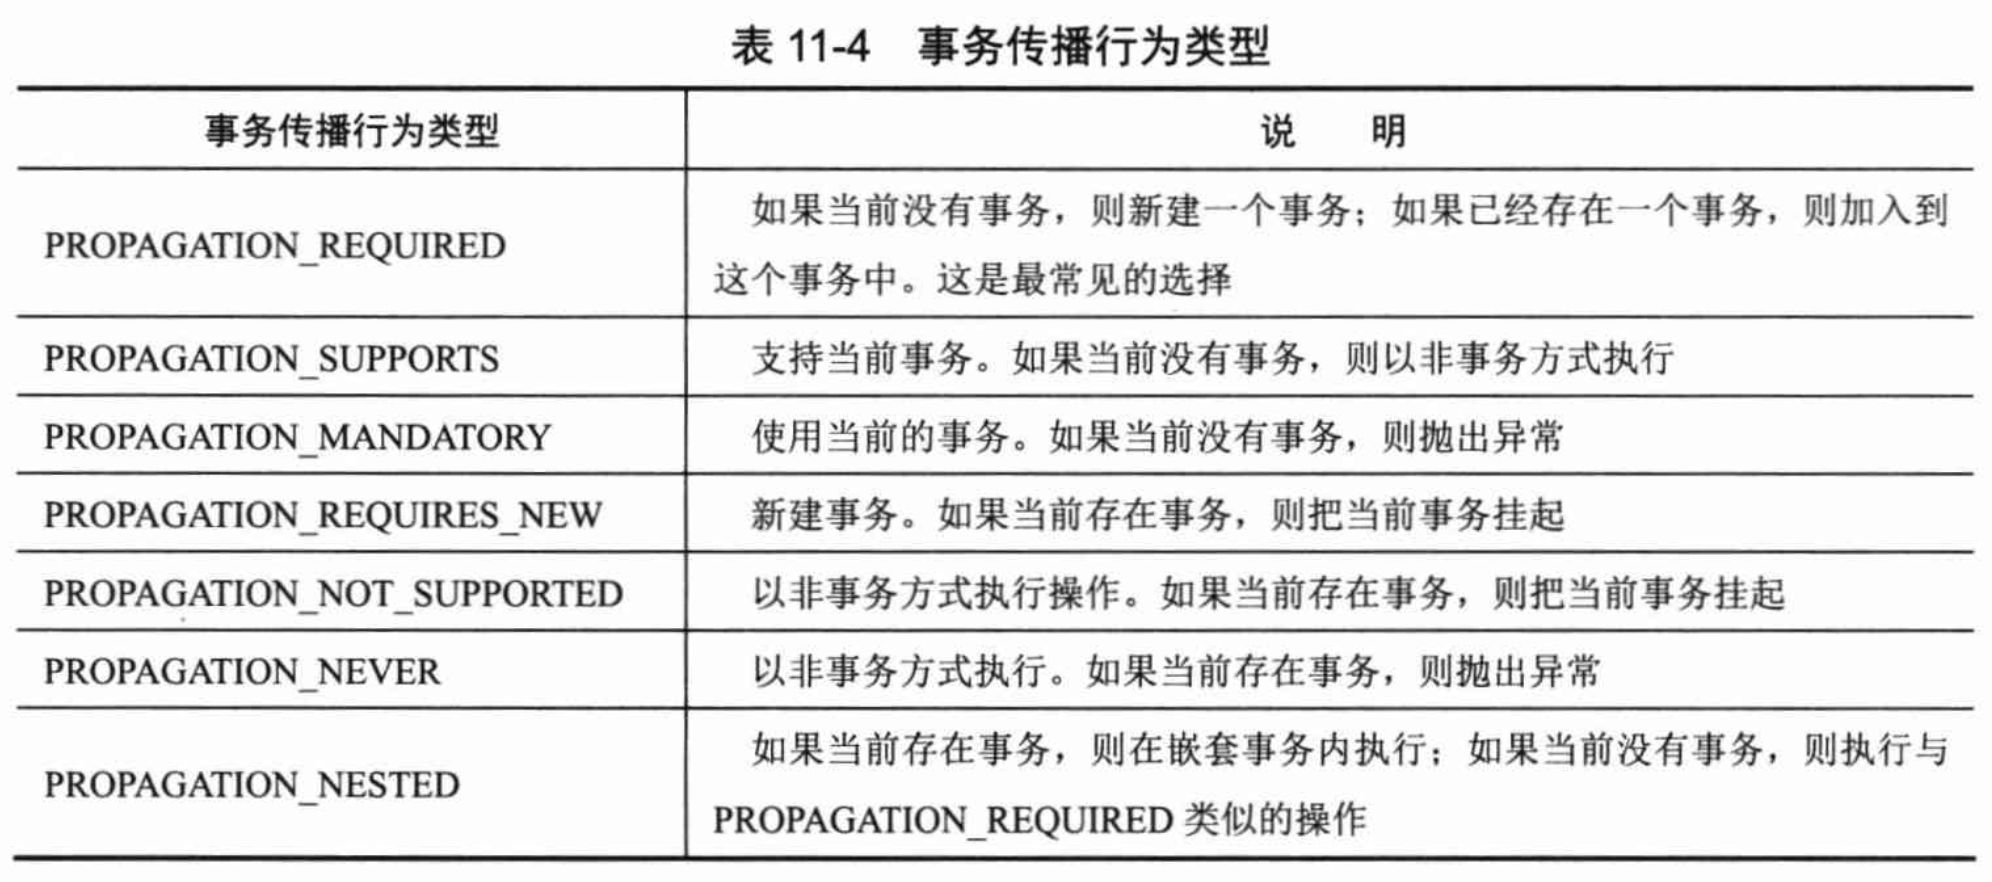 表 11-4 事务传播行为类型
事务传播行为类型
说 明
PROPAGATION_REQUIRED
如果当前没有事务，则新建一个事务；如果已经存在一个事务，则加入到
这个事务中。这是最常见的选择
PROPAGATION_SUPPORTS
支持当前事务。如果当前没有事务，则以非事务方式执行
PROPAGATION_MANDATORY
使用当前的事务。如果当前没有事务，则抛出异常
PROPAGATION_REQUIRES_NEW
新建事务。如果当前存在事务，则把当前事务挂起
PROPAGATION_NOT_SUPPORTED
以非事务方式执行操作。如果当前存在事务，则把当前事务挂起
PROPAGATION_NEVER
以非事务方式执行。如果当前存在事务，则抛出异常
PROPAGATION_NESTED
如果当前存在事务，则在嵌套事务内执行；如果当前没有事务，则执行与
PROPAGATION_REQUIRED 类似的操作